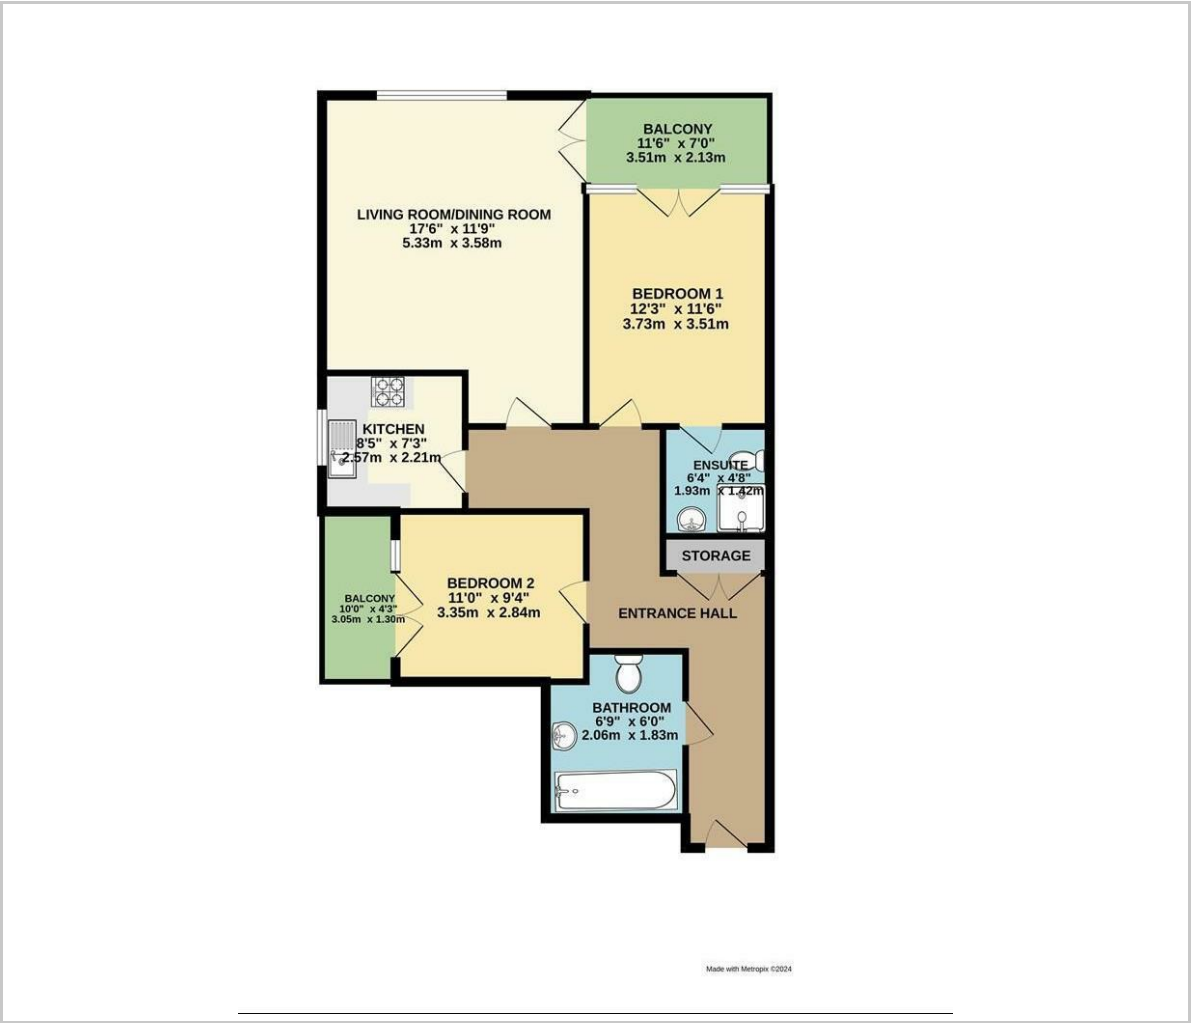 BALCONY
11'6" x 7'0"
3.51m x 2.13m
LIVING ROOM/DINING ROOM
17'6" x 11'9"
5.33m x 3.58m
BEDROOM 1
12'3" x 11'6"
3.73m x 3.51m
KITCHEN
8'5" x 7'3"
2.57m x 2.21m
ENSUITE
6'4" x 4'8"
1.93m x 1.42m
STORAGE
BEDROOM 2
11'0" x 9'4"
3.35m x 2.84m
BALCONY
10'0" x 4'3"
3.05m x 1.30m
ENTRANCE HALL
BATHROOM
6'9" x 6'0"
2.06m x 1.83m
Made with Metropix ©2024